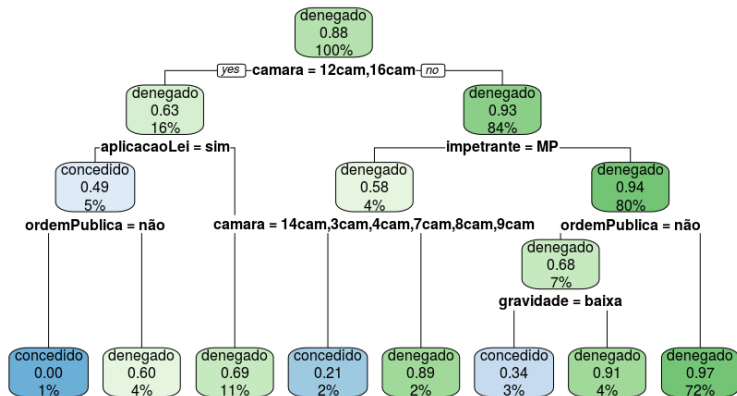 denegado
0.88
100%
yes camara = 12cam,16cam no
denegado
0.63
16%
denegado
0.93
84%
aplicacaoLei = sim
impetrante = MP
concedido
0.49
5%
denegado
0.58
4%
denegado
0.94
80%
ordemPublica = não
camara = 14cam,3cam,4cam,7cam,8cam,9cam
ordemPublica = não
denegado
0.68
7%
gravidade = baixa
concedido
0.00
1%
denegado
0.60
4%
denegado
0.69
11%
concedido
0.21
2%
denegado
0.89
2%
concedido
0.34
3%
denegado
0.91
4%
denegado
0.97
72%